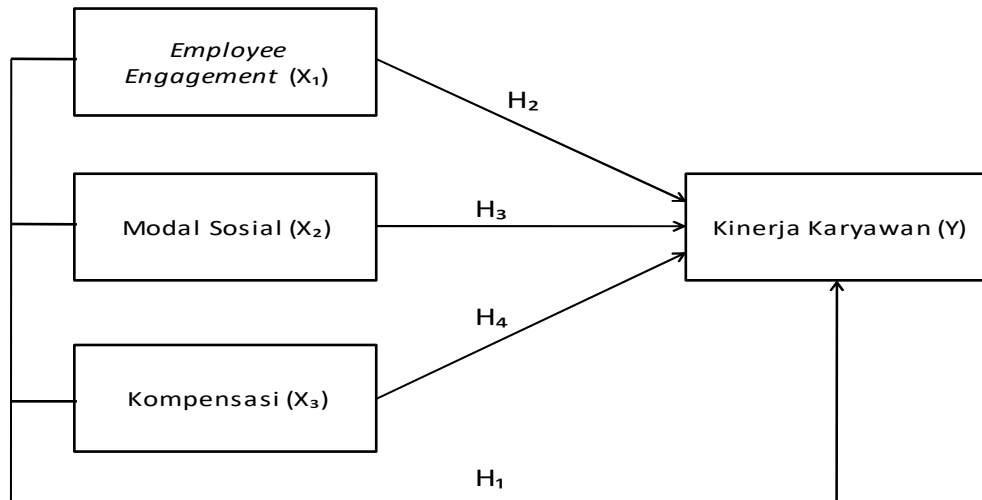 Employee
Engagement (X₁)
H₂
Modal Sosial (X₂)
H₃
Kinerja Karyawan (Y)
H₄
Kompensasi (X₃)
H₁